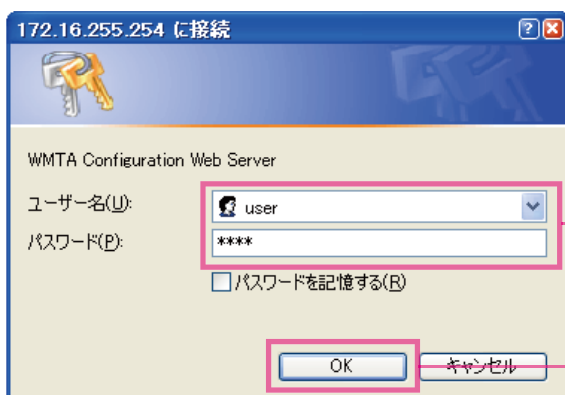 172.16.255.254 に接続
WMTA Configuration Web Server
ユーザー名(U):
user
パスワード(P):
****
パスワードを記憶する(R)
OK
キャンセル